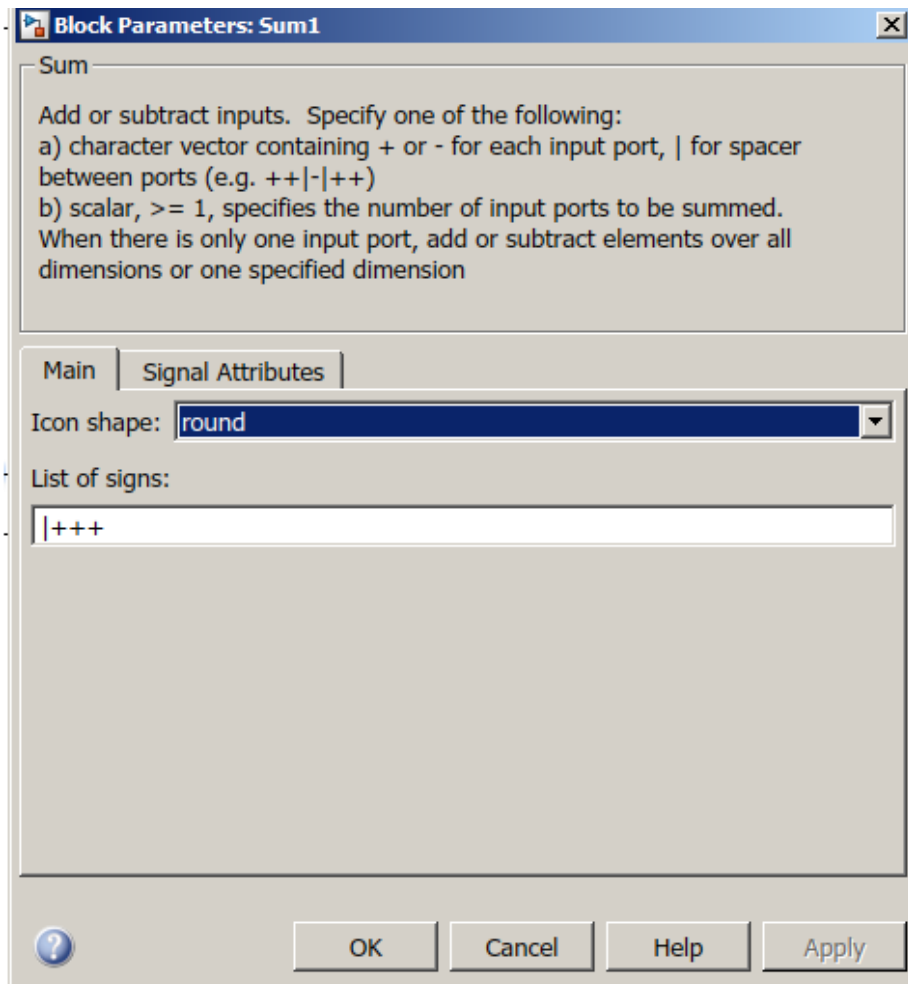 Block Parameters: Sum1
Sum
Add or subtract inputs.  Specify one of the following:
a) character vector containing + or - for each input port, | for spacer
between ports (e.g. ++|-|++)
b) scalar, >= 1, specifies the number of input ports to be summed.
When there is only one input port, add or subtract elements over all
dimensions or one specified dimension
Main
Signal Attributes
Icon shape: round
List of signs:
|+++
OK
Cancel
Help
Apply